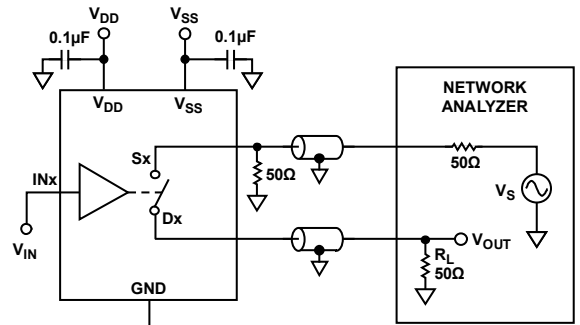 VDD
VSS
0.1µF
0.1µF
VDD
VSS
NETWORK
ANALYZER
Sx
50Ω
50Ω
INx
VS
Dx
VIN
VOUT
RL
50Ω
GND